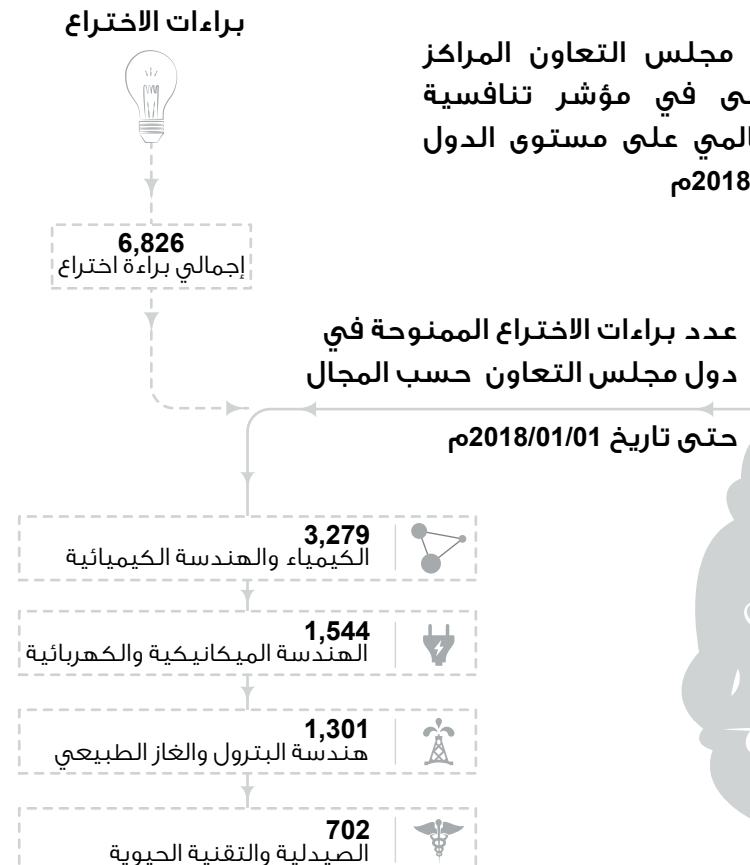 براءات الاختراع
مجلس التعاون المراكز
في مؤشر تنافسية
على مستوى الدول
2018م
6,826
إجمالي براءة اختراع
عدد براءات الاختراع الممنوحة في
دول مجلس التعاون حسب المجال
حتى تاريخ 2018/01/01م
3,279
الكيمياء والهندسة الكيميائية
1,544
الهندسة الميكانيكية والكهربائية
1,301
هندسة البترول والغاز الطبيعي
702
الصيدلية والتقنية الحيوية